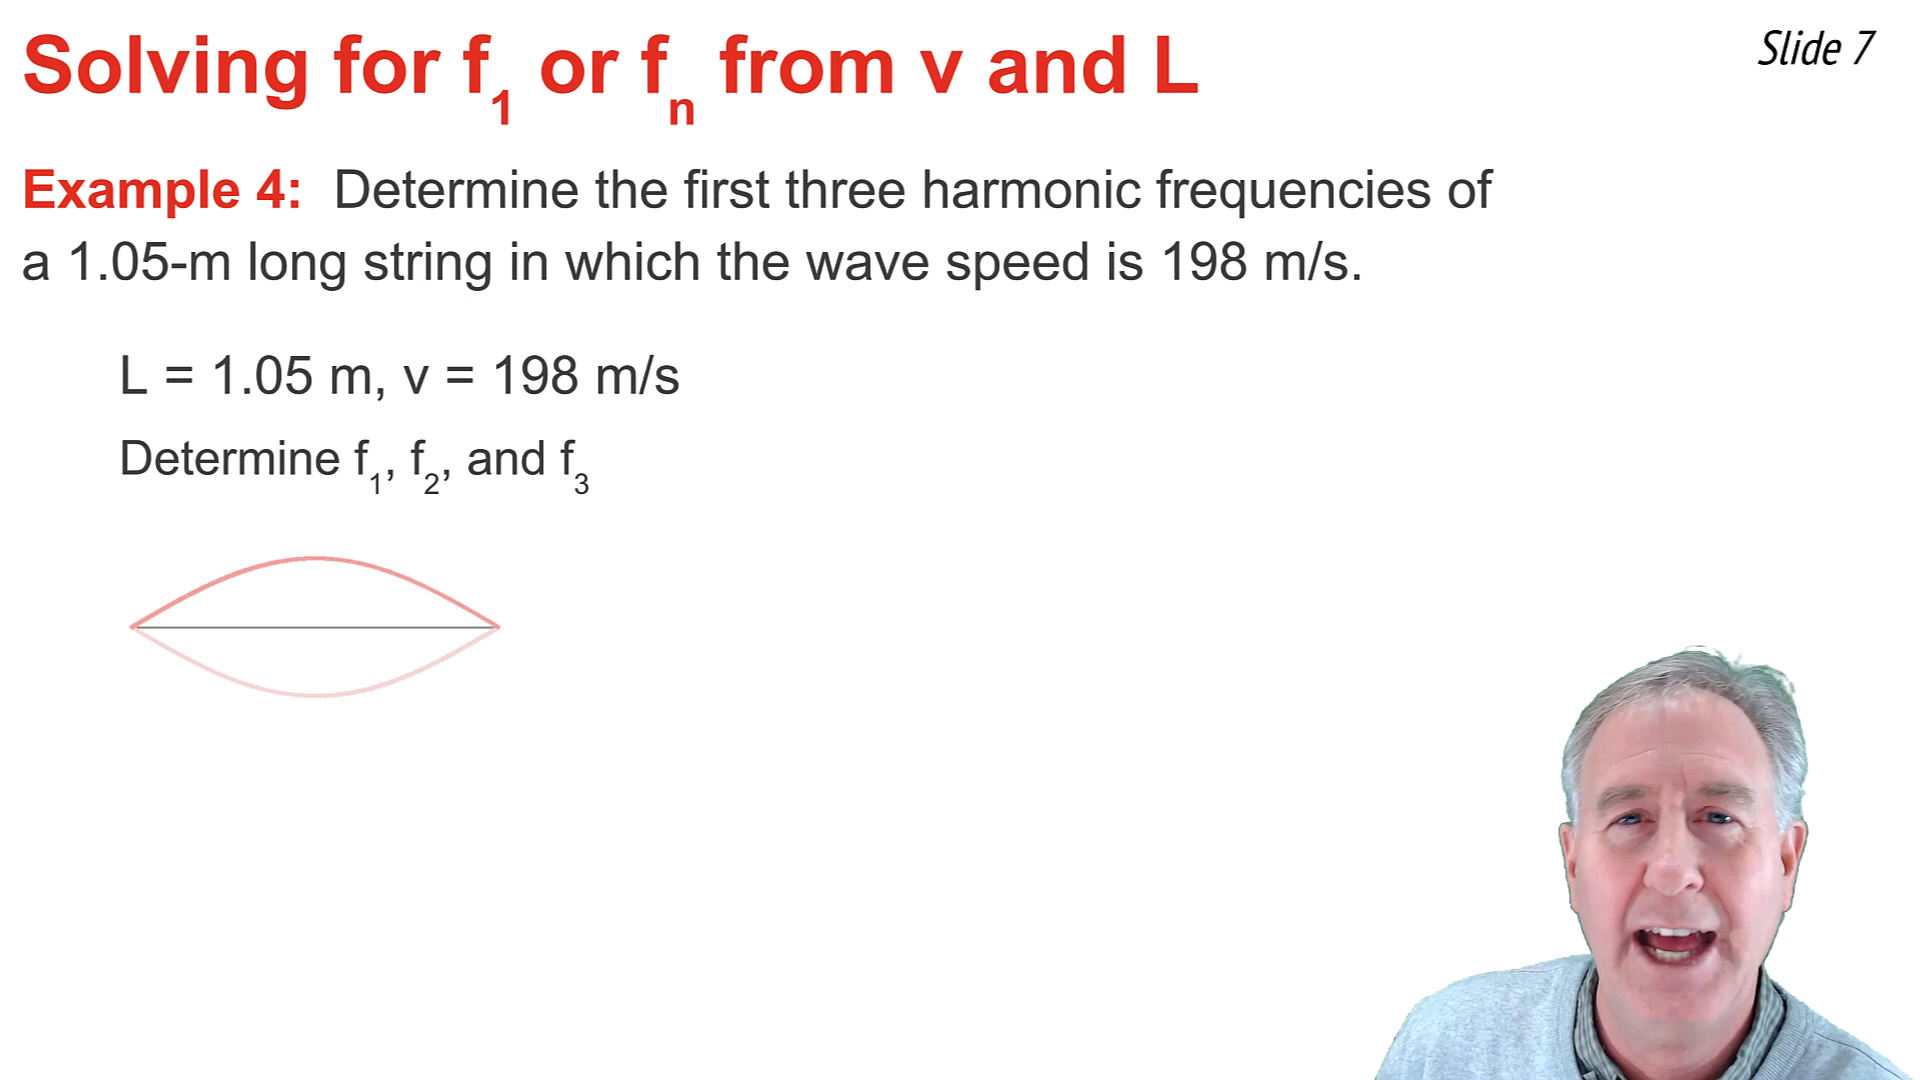 Solving for f₁ or fₙ from v and L
Slide 7
Example 4: Determine the first three harmonic frequencies of
a 1.05-m long string in which the wave speed is 198 m/s.
L = 1.05 m, v = 198 m/s
Determine f₁, f₂, and f₃